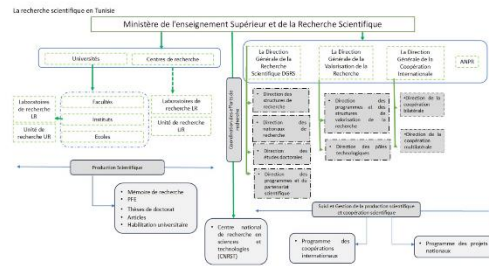 La recherche scientifique en Tunisie
Ministère de l'enseignement Supérieur et de la Recherche Scientifique
Universités
Centres de recherche
La Direction
Générale de la
Recherche
Scientifique DGRS
La Direction
Générale de la
Valorisation de la
Recherche
La Direction
Générale de la
Coopération
Internationale
ANPR
Laboratoires
de recherche
LR
Unité de recherche
UR
Facultés
Instituts
Ecoles
Laboratoires de
recherche LR
Unité de recherche
UR
Direction des
structures de
recherche
Direction des
nationaux de
recherche
Direction des
études doctorales
Direction des
programmes et du
partenariat
scientifique
Direction des
programmes et des
structures de
valorisation de la
recherche
Direction des pôles
technologiques
Direction de la
coopération
bilatérale
Direction de la
coopération
multilatérale
Production Scientifique
Mémoire de recherche
PFE
Thèses de doctorat
Articles
Habilitation universitaire
Centre national
de recherche en
sciences et
technologies
(CNRST)
Suivi et Gestion de la production scientifique
et coopération scientifique
Programme des
coopérations
internationaux
Programme des projets
nationaux